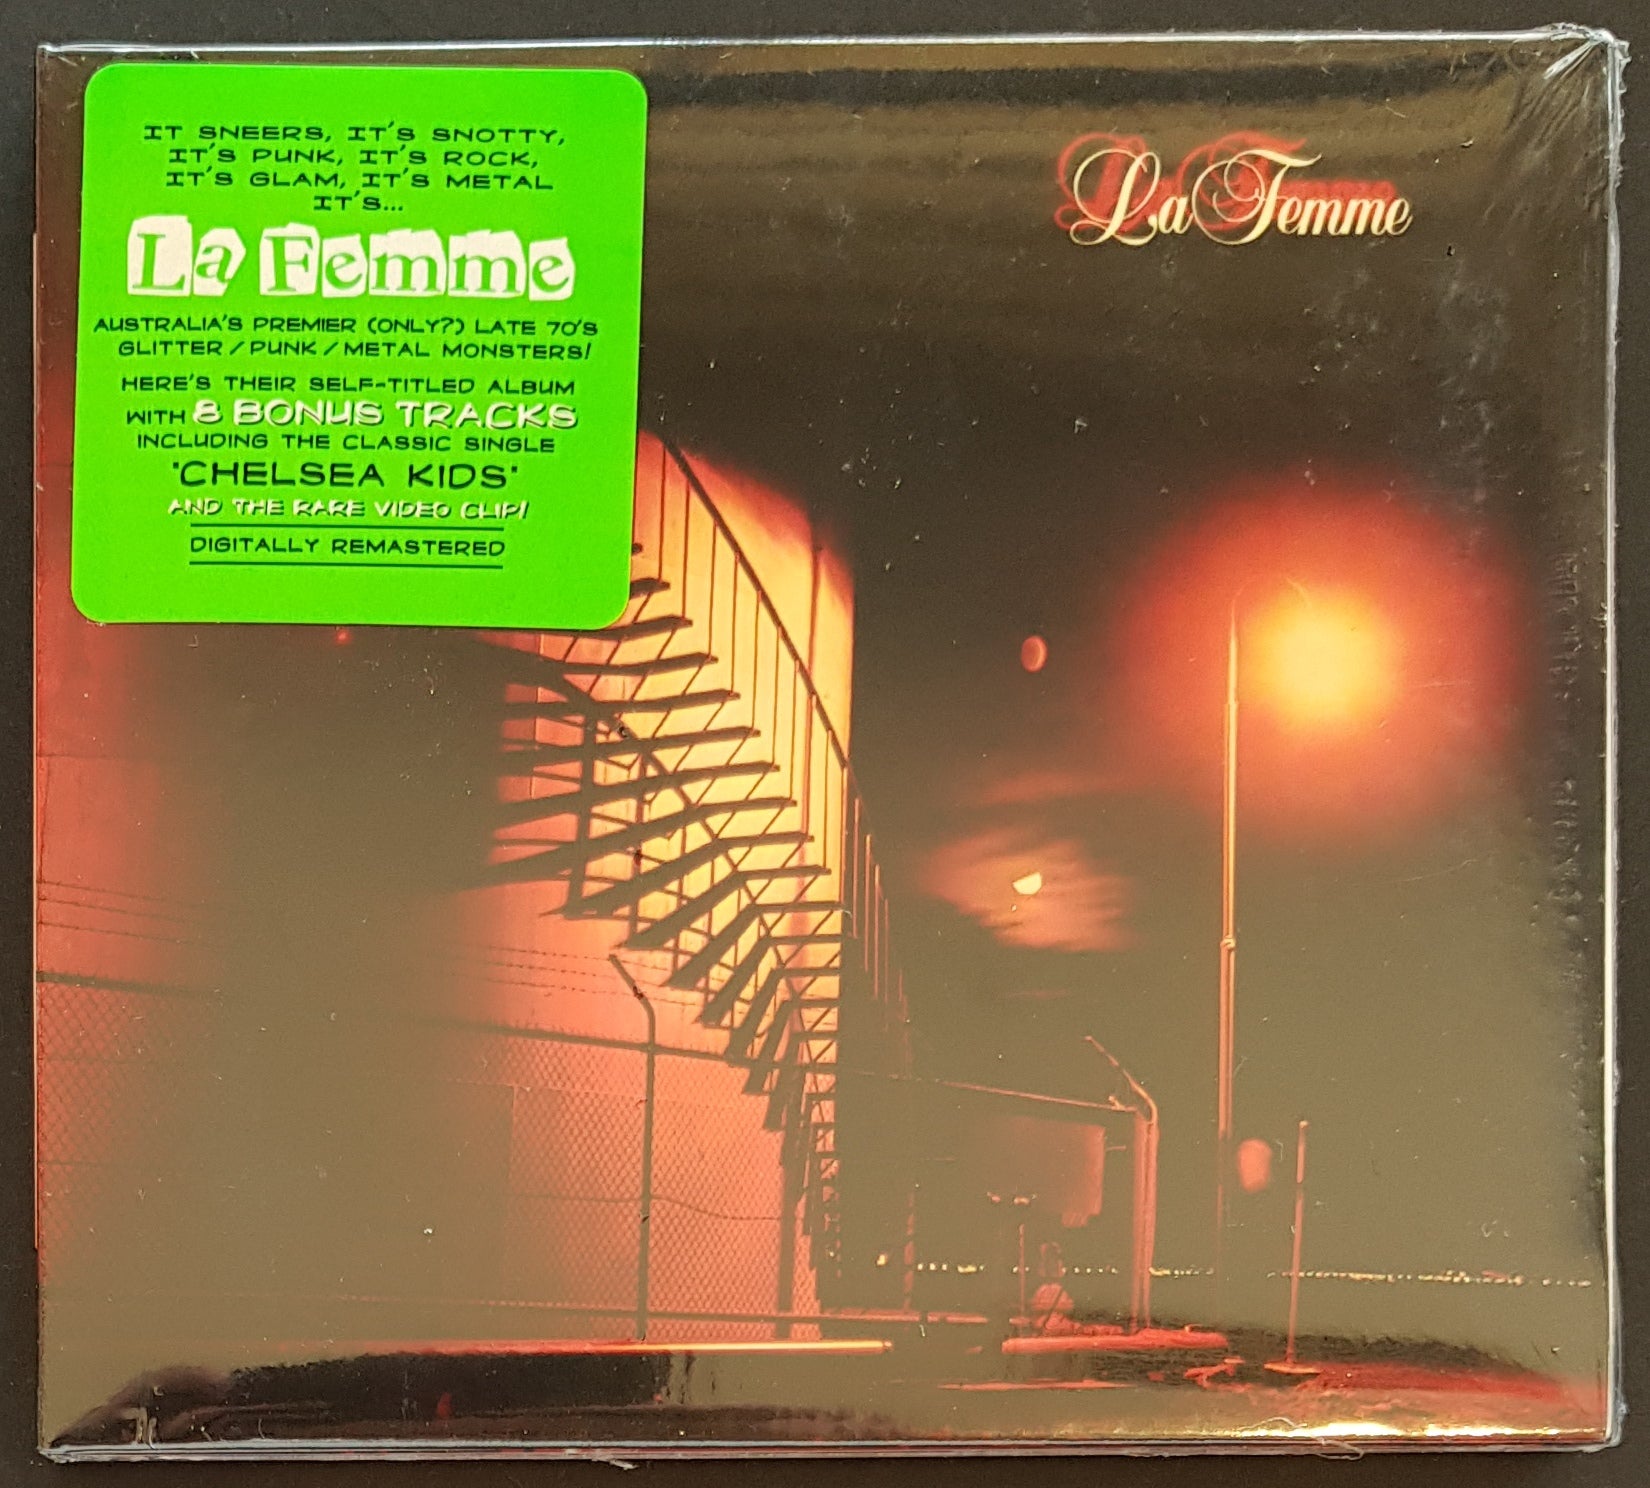 IT SNEERS, IT'S SNOTTY,
IT'S PUNK, IT'S ROCK,
IT'S GLAM, IT'S METAL
IT'S...
La Femme
AUSTRALIA'S PREMIER (ONLY?) LATE 70'S
GLITTER/PUNK/METAL MONSTERS!
HERE'S THEIR SELF-TITLED ALBUM
WITH 8 BONUS TRACKS
INCLUDING THE CLASSIC SINGLE
"CHELSEA KIDS"
AND THE RARE VIDEO CLIP!
DIGITALLY REMASTERED
La Femme